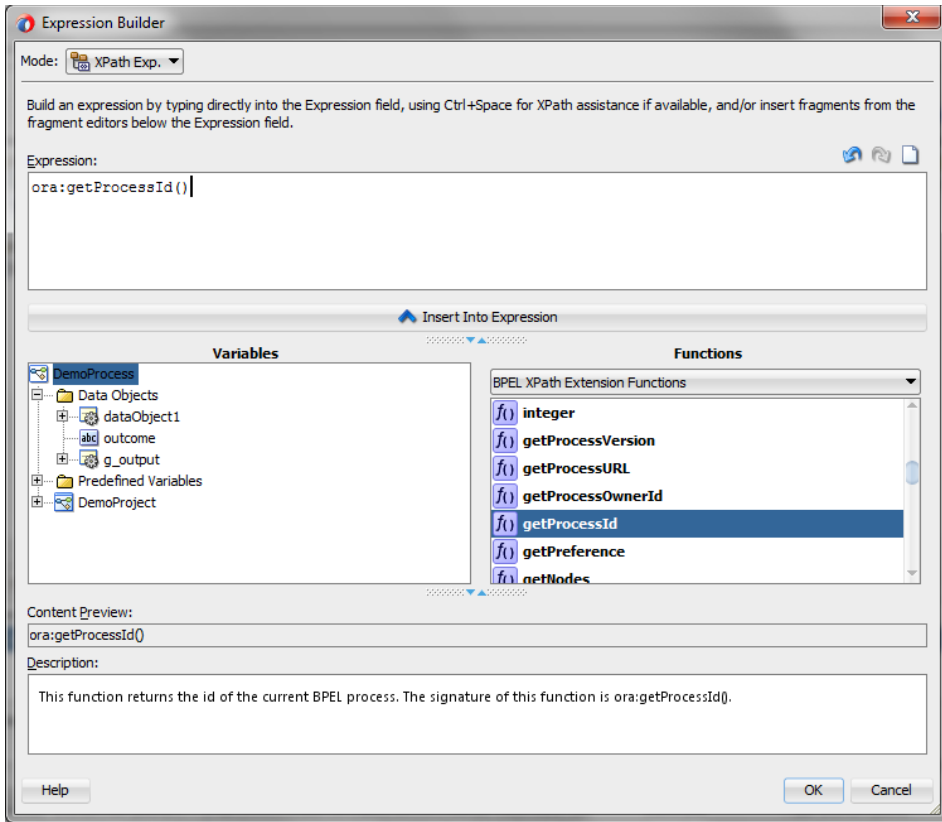 Expression Builder
Mode: XPath Exp.
Build an expression by typing directly into the Expression field, using Ctrl+Space for XPath assistance if available, and/or insert fragments from the
fragment editors below the Expression field.
Expression:
ora:getProcessId()
Insert Into Expression
Variables
DemoProcess
Data Objects
dataObject1
abc outcome
g_output
Predefined Variables
DemoProject
Functions
BPEL XPath Extension Functions
f() integer
f() getProcessVersion
f() getProcessURL
f() getProcessOwnerId
f() getProcessId
f() getPreference
f() getNodes
Content Preview:
ora:getProcessId()
Description:
This function returns the id of the current BPEL process. The signature of this function is ora:getProcessId().
Help
OK
Cancel